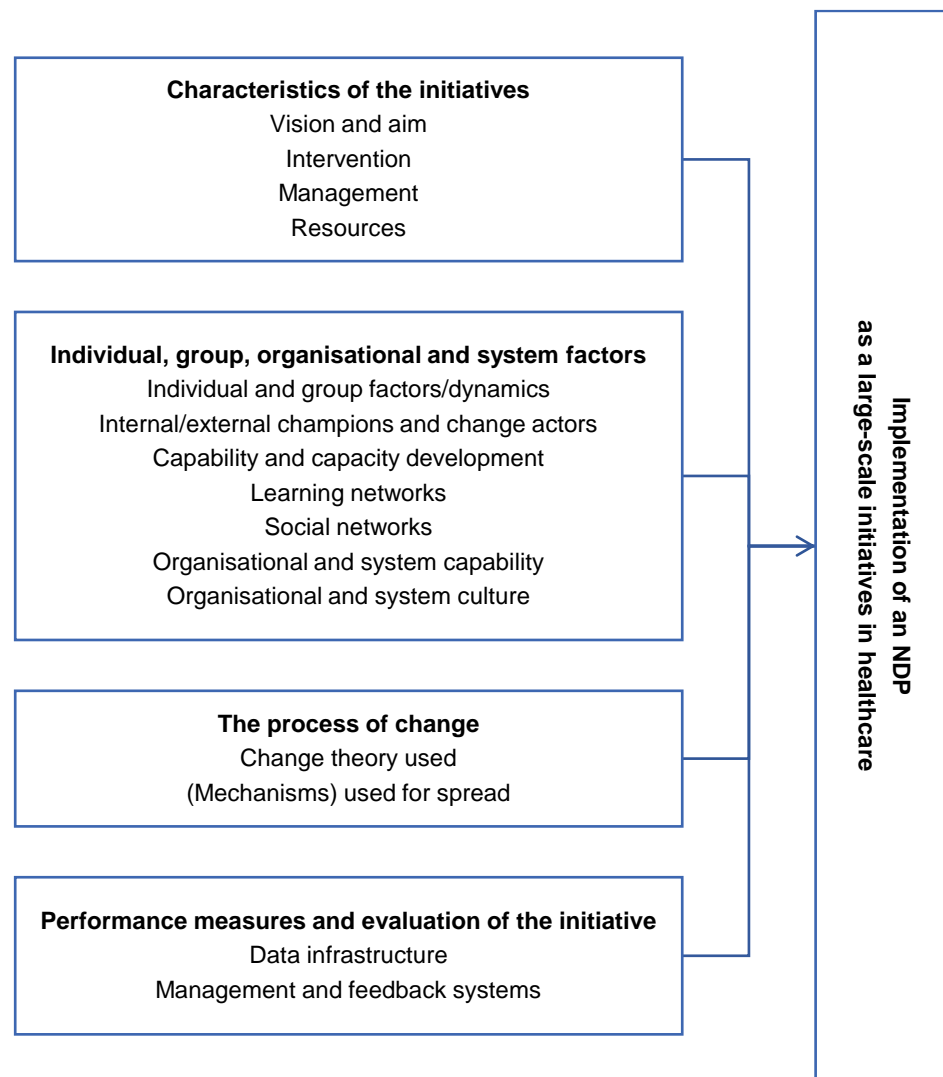 Characteristics of the initiatives
Vision and aim
Intervention
Management
Resources
Individual, group, organisational and system factors
Individual and group factors/dynamics
Internal/external champions and change actors
Capability and capacity development
Learning networks
Social networks
Organisational and system capability
Organisational and system culture
The process of change
Change theory used
(Mechanisms) used for spread
Performance measures and evaluation of the initiative
Data infrastructure
Management and feedback systems
Implementation of an NDP
as a large-scale initiatives in healthcare